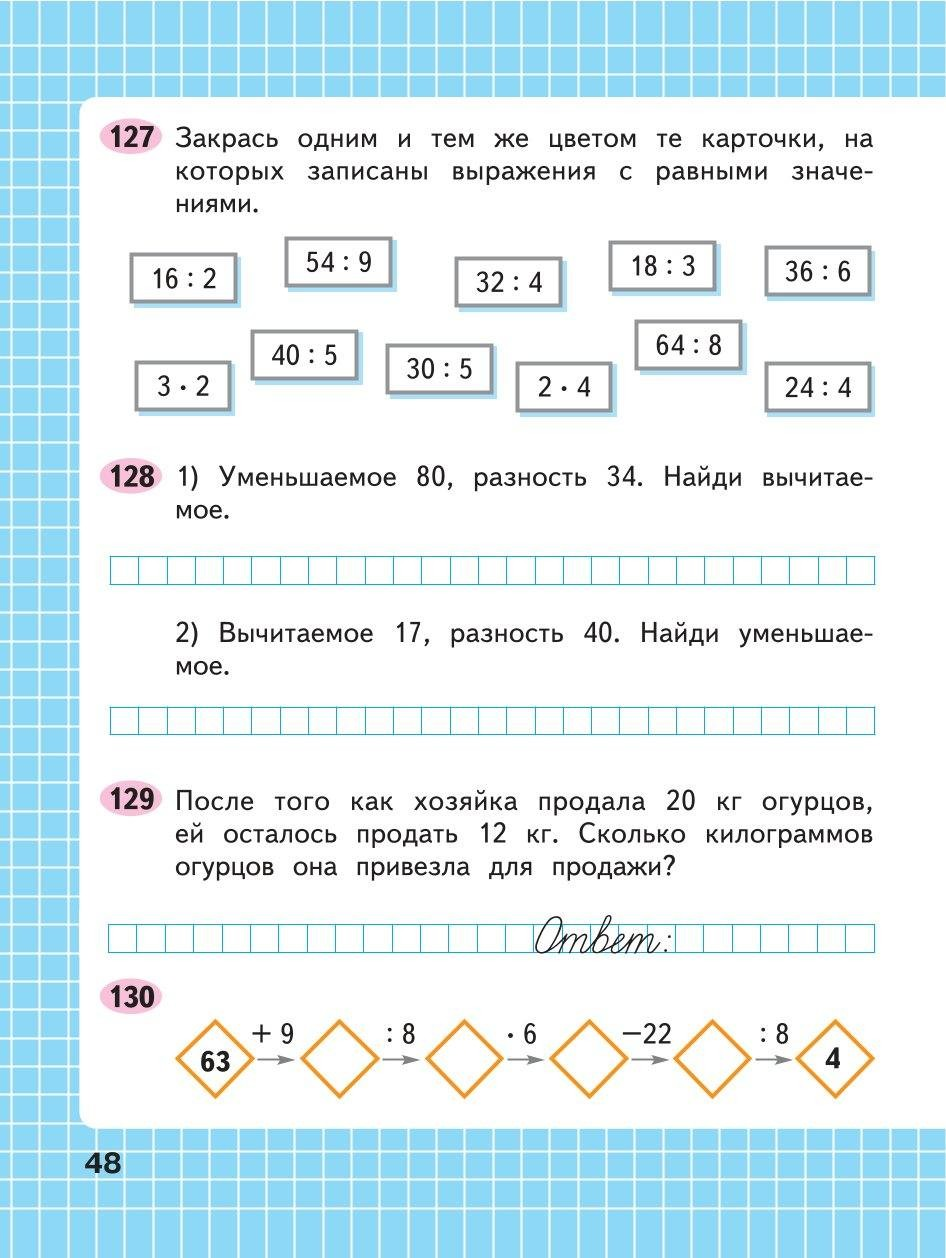 127 Закрась одним и тем же цветом те карточки, на
которых записаны выражения с равными значе-
ниями.
16 : 2 54 : 9 32 : 4 18 : 3 36 : 6
3 · 2 40 : 5 30 : 5 2 · 4 64 : 8 24 : 4
128 1) Уменьшаемое 80, разность 34. Найди вычитае-
мое.
2) Вычитаемое 17, разность 40. Найди уменьшае-
мое.
129 После того как хозяйка продала 20 кг огурцов,
ей осталось продать 12 кг. Сколько килограммов
огурцов она привезла для продажи?
Ответ:
130
+ 9 : 8 · 6 −22 : 8
63 4
48